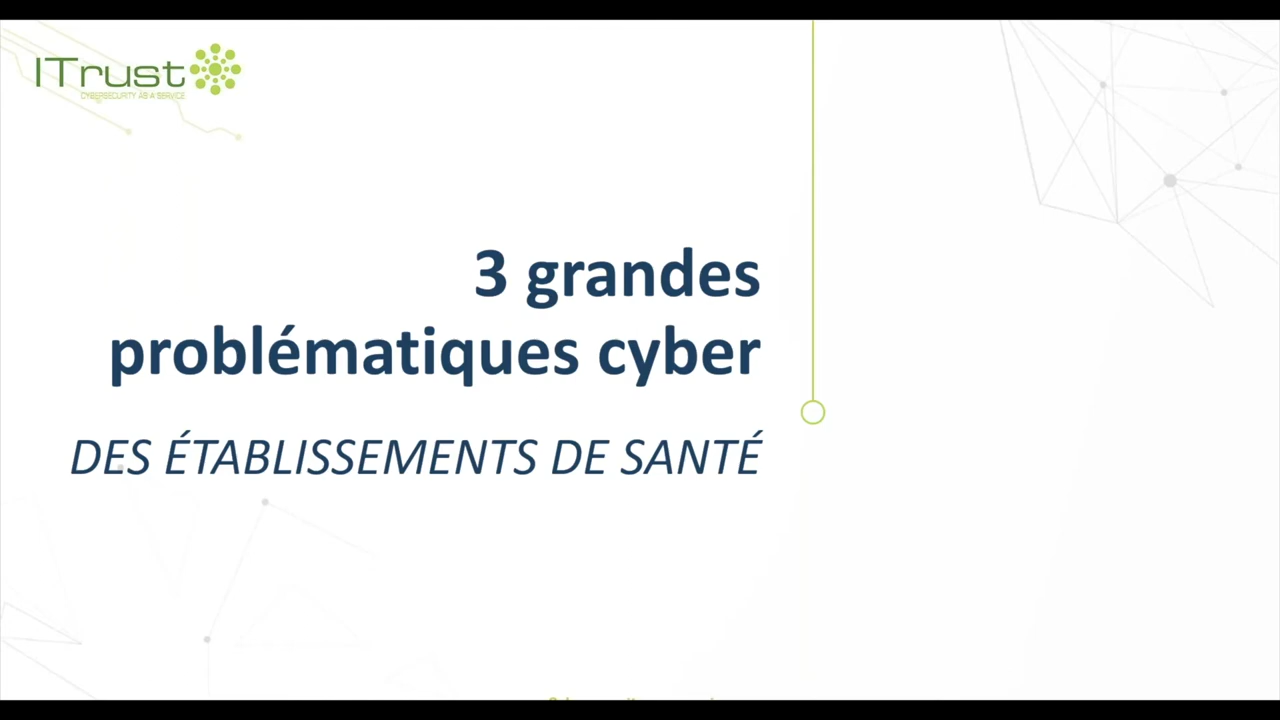 ITrust
CYBERSECURITY AS A SERVICE
3 grandes
problématiques cyber
DES ÉTABLISSEMENTS DE SANTÉ